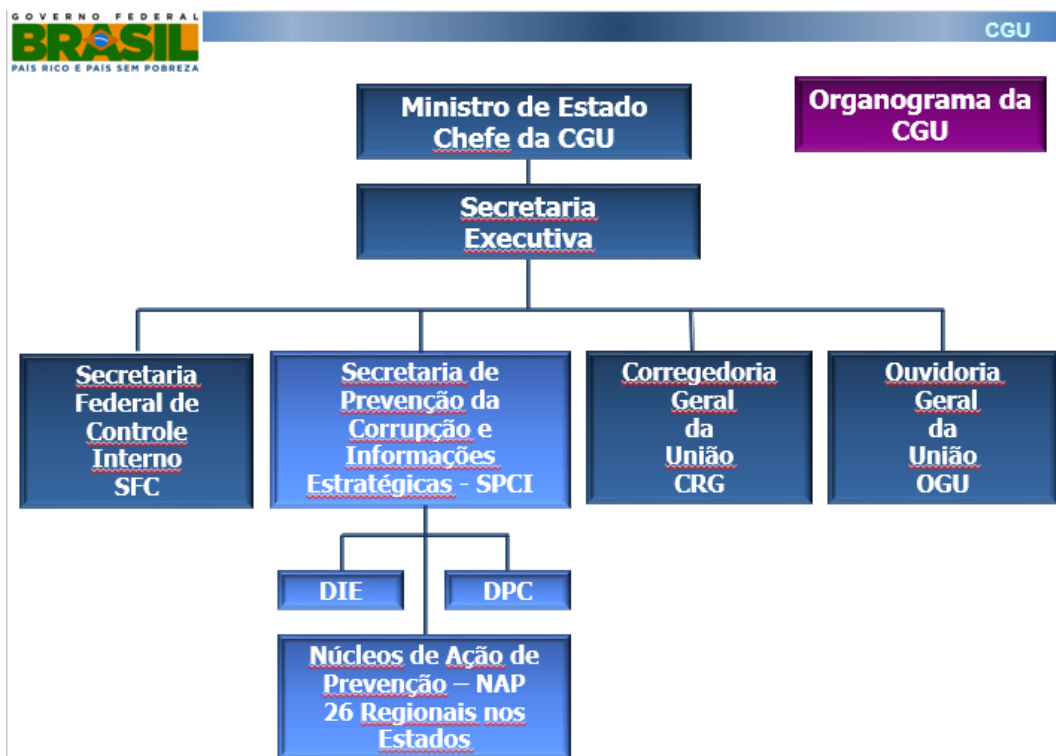 GOVERNO FEDERAL
BRASIL
PAÍS RICO É PAÍS SEM POBREZA
CGU
Ministro de Estado
Chefe da CGU
Organograma da
CGU
Secretaria
Executiva
Secretaria
Federal de
Controle
Interno
SFC
Secretaria de
Prevenção da
Corrupção e
Informações
Estratégicas - SPCI
Corregedoria
Geral
da
União
CRG
Ouvidoria
Geral
da
União
OGU
DIE
DPC
Núcleos de Ação de
Prevenção – NAP
26 Regionais nos
Estados